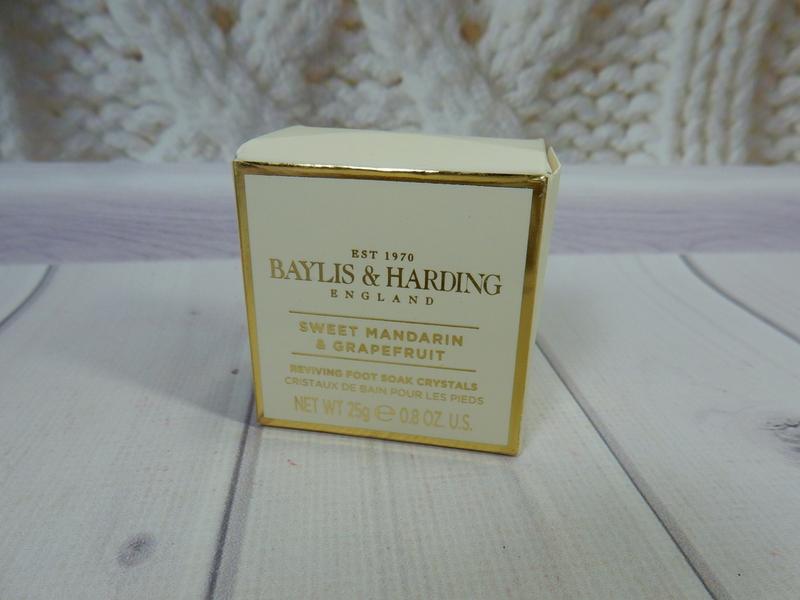 EST 1970
BAYLIS & HARDING
ENGLAND
SWEET MANDARIN
& GRAPEFRUIT
REVIVING FOOT SOAK CRYSTALS
CRISTAUX DE BAIN POUR LES PIEDS
NET WT 25g ℮ 0.8 OZ. U.S.